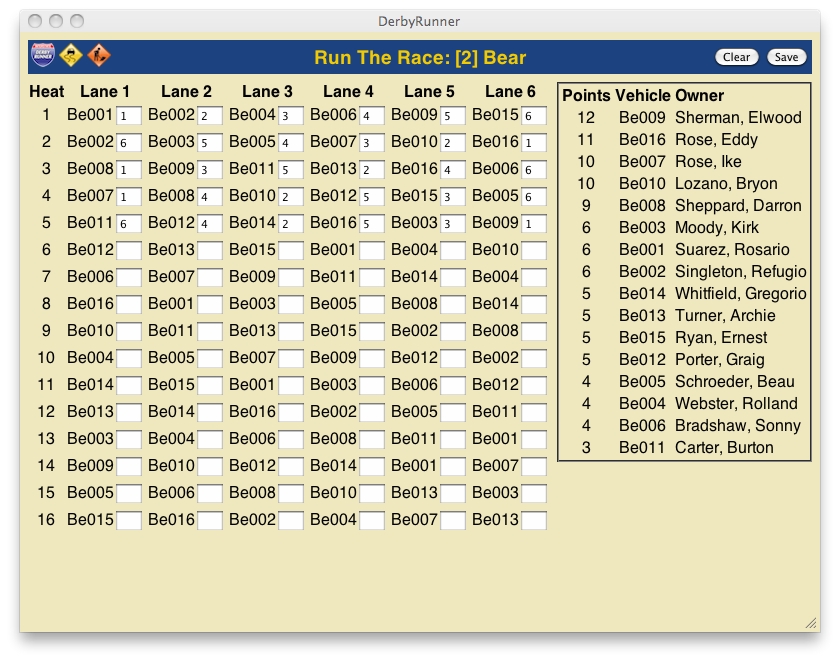 DerbyRunner
DERBY RUNNER
Run The Race: [2] Bear
Clear Save
Heat Lane 1 Lane 2 Lane 3 Lane 4 Lane 5 Lane 6
1 Be001 1 Be002 2 Be004 3 Be006 4 Be009 5 Be015 6
2 Be002 6 Be003 5 Be005 4 Be007 3 Be010 2 Be016 1
3 Be008 1 Be009 3 Be011 5 Be013 2 Be016 4 Be006 6
4 Be007 1 Be008 4 Be010 2 Be012 5 Be015 3 Be005 6
5 Be011 6 Be012 4 Be014 2 Be016 5 Be003 3 Be009 1
6 Be012 Be013 Be015 Be001 Be004 Be010
7 Be006 Be007 Be009 Be011 Be014 Be004
8 Be016 Be001 Be003 Be005 Be008 Be014
9 Be010 Be011 Be013 Be015 Be002 Be008
10 Be004 Be005 Be007 Be009 Be012 Be002
11 Be014 Be015 Be001 Be003 Be006 Be012
12 Be013 Be014 Be016 Be002 Be005 Be011
13 Be003 Be004 Be006 Be008 Be011 Be001
14 Be009 Be010 Be012 Be014 Be001 Be007
15 Be005 Be006 Be008 Be010 Be013 Be003
16 Be015 Be016 Be002 Be004 Be007 Be013
Points Vehicle Owner
12 Be009 Sherman, Elwood
11 Be016 Rose, Eddy
10 Be007 Rose, Ike
10 Be010 Lozano, Bryon
9 Be008 Sheppard, Darron
6 Be003 Moody, Kirk
6 Be001 Suarez, Rosario
6 Be002 Singleton, Refugio
5 Be014 Whitfield, Gregorio
5 Be013 Turner, Archie
5 Be015 Ryan, Ernest
5 Be012 Porter, Graig
4 Be005 Schroeder, Beau
4 Be004 Webster, Rolland
4 Be006 Bradshaw, Sonny
3 Be011 Carter, Burton